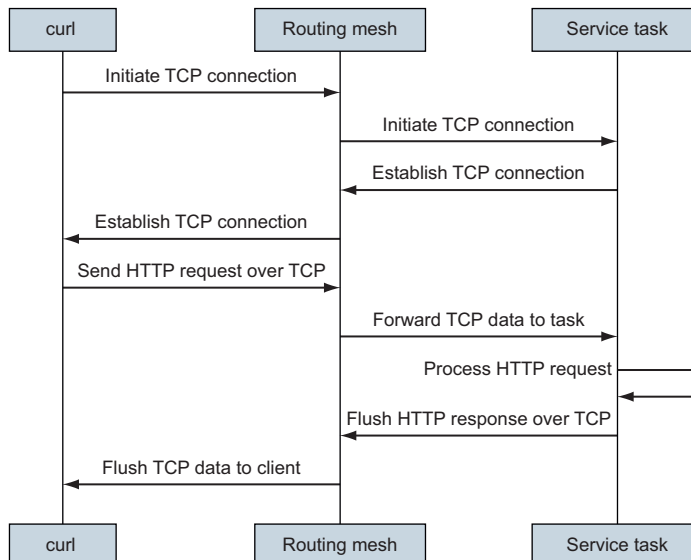 curl
Routing mesh
Service task
Initiate TCP connection
Initiate TCP connection
Establish TCP connection
Establish TCP connection
Send HTTP request over TCP
Forward TCP data to task
Process HTTP request
Flush HTTP response over TCP
Flush TCP data to client
curl
Routing mesh
Service task